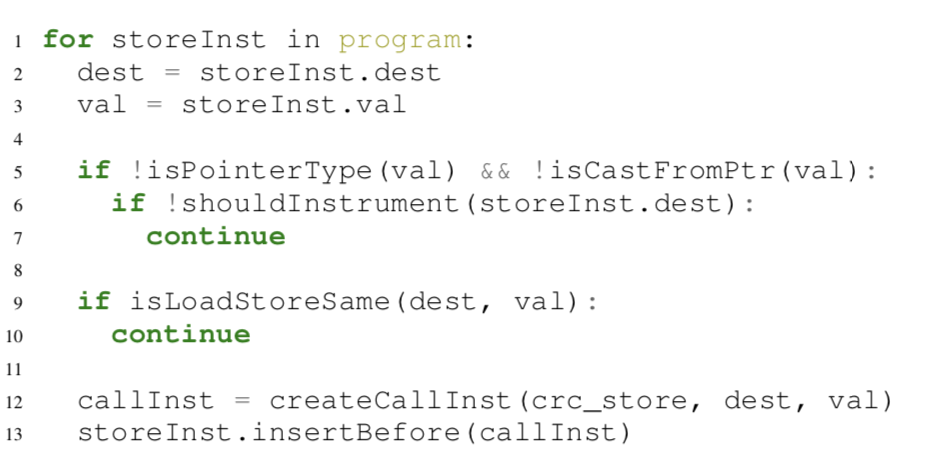 1 for storeInst in program:
2   dest = storeInst.dest
3   val = storeInst.val
4
5   if !isPointerType(val) && !isCastFromPtr(val):
6     if !shouldInstrument(storeInst.dest):
7       continue
8
9   if isLoadStoreSame(dest, val):
10     continue
11
12   callInst = createCallInst(crc_store, dest, val)
13   storeInst.insertBefore(callInst)